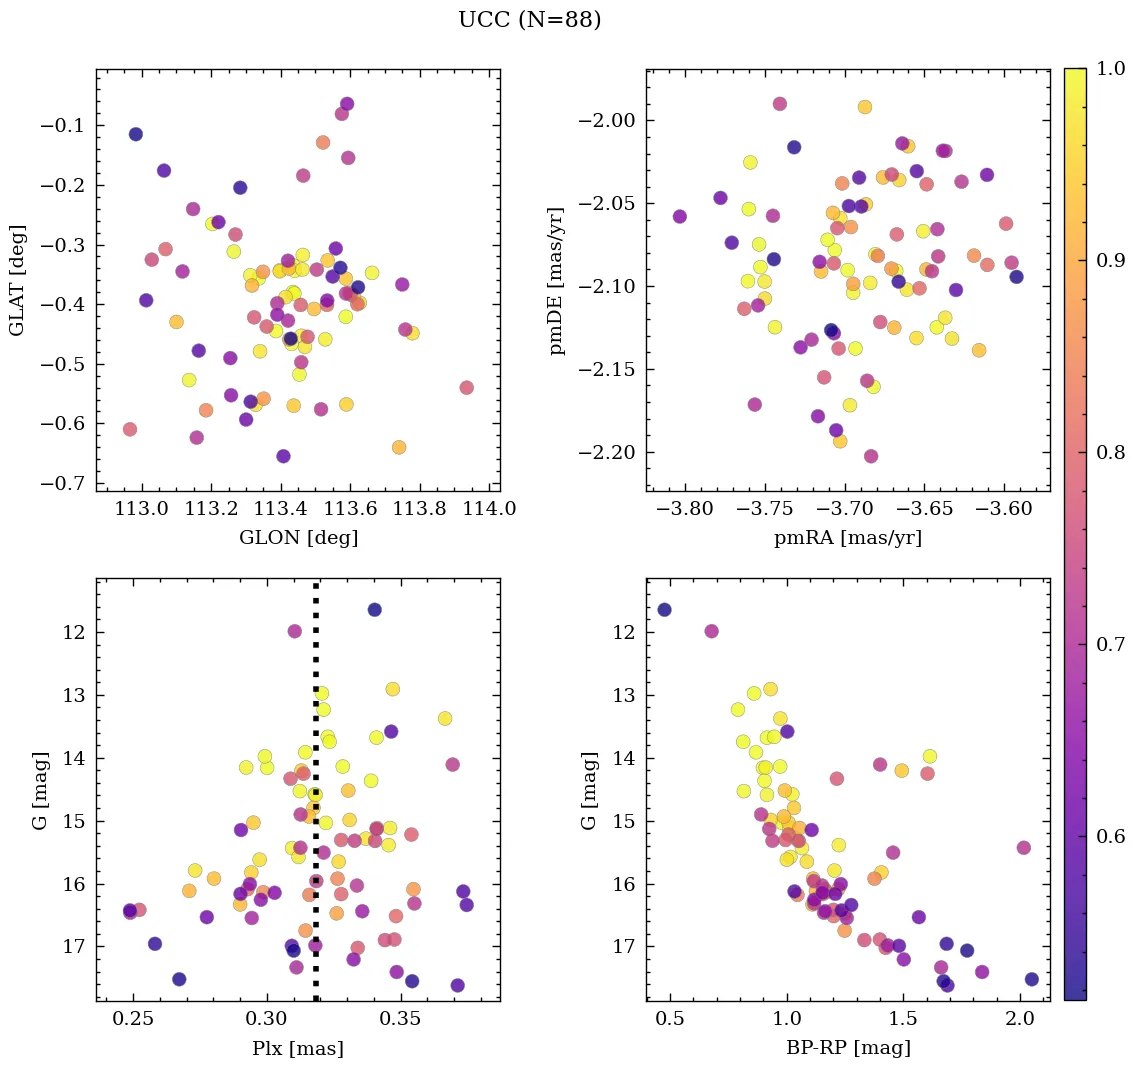 UCC (N=88)
−0.1
−0.2
−0.3
−0.4
−0.5
−0.6
−0.7
GLAT [deg]
113.0 113.2 113.4 113.6 113.8 114.0
GLON [deg]
−2.00
−2.05
−2.10
−2.15
−2.20
pmDE [mas/yr]
−3.80 −3.75 −3.70 −3.65 −3.60
pmRA [mas/yr]
12
13
14
15
16
17
G [mag]
0.25 0.30 0.35
Plx [mas]
12
13
14
15
16
17
G [mag]
0.5 1.0 1.5 2.0
BP-RP [mag]
1.0
0.9
0.8
0.7
0.6